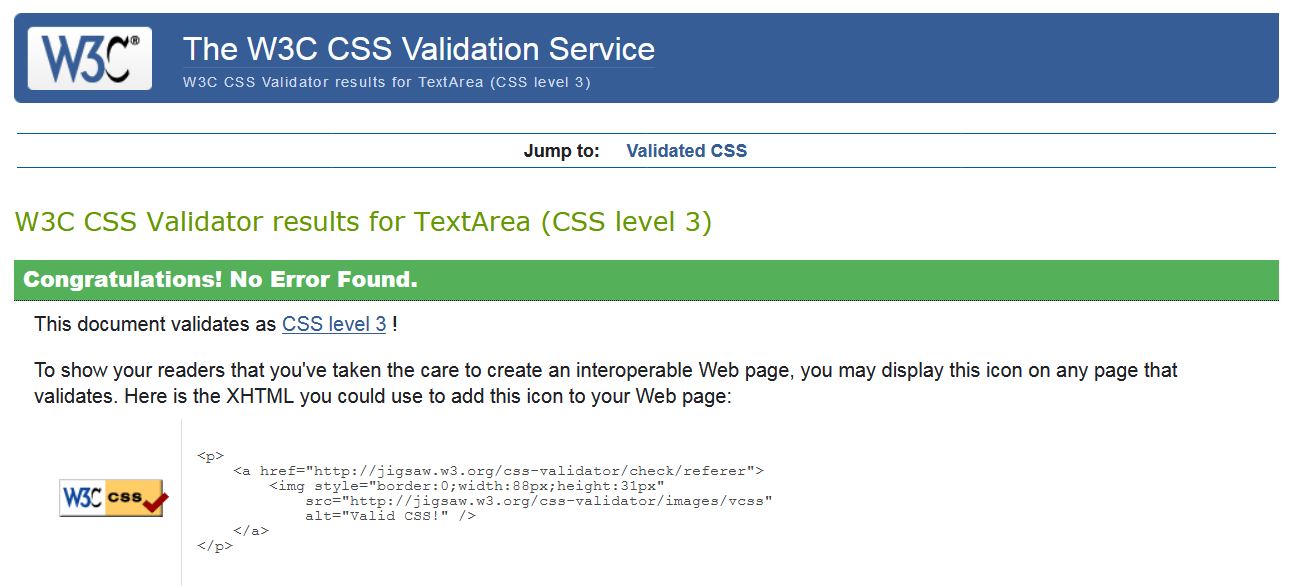 W3C®
The W3C CSS Validation Service
W3C CSS Validator results for TextArea (CSS level 3)
Jump to: Validated CSS
W3C CSS Validator results for TextArea (CSS level 3)
Congratulations! No Error Found.
This document validates as CSS level 3 !
To show your readers that you've taken the care to create an interoperable Web page, you may display this icon on any page that
validates. Here is the XHTML you could use to add this icon to your Web page:
W3C css
<p>
    <a href="http://jigsaw.w3.org/css-validator/check/referer">
        <img style="border:0;width:88px;height:31px"
            src="http://jigsaw.w3.org/css-validator/images/vcss"
            alt="Valid CSS!" />
    </a>
</p>